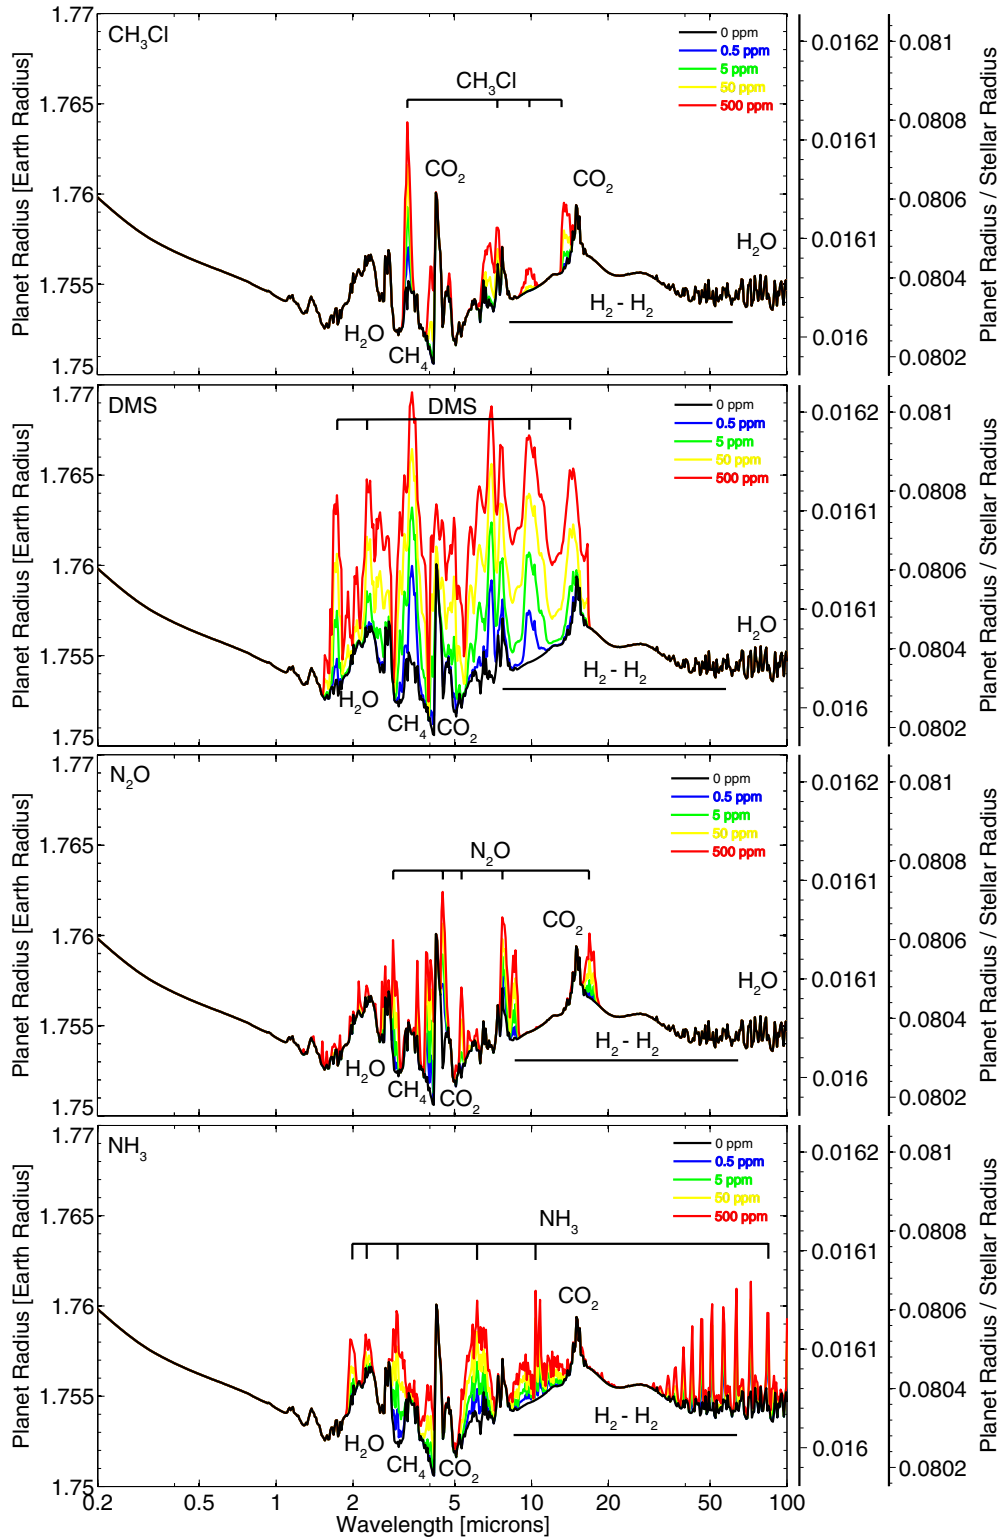 CH₃Cl
1.77
1.765
1.76
1.755
1.75
Planet Radius [Earth Radius]
0 ppm
0.5 ppm
5 ppm
50 ppm
500 ppm
CH₃Cl
CO₂
CO₂
H₂O
H₂O
CH₄
H₂ - H₂
0.0162
0.0161
0.0161
0.016
0.081
0.0808
0.0806
0.0804
0.0802
Planet Radius / Stellar Radius
DMS
1.77
1.765
1.76
1.755
1.75
Planet Radius [Earth Radius]
0 ppm
0.5 ppm
5 ppm
50 ppm
500 ppm
DMS
H₂O
H₂O
CH₄
CO₂
H₂ - H₂
0.0162
0.0161
0.0161
0.016
0.081
0.0808
0.0806
0.0804
0.0802
Planet Radius / Stellar Radius
N₂O
1.77
1.765
1.76
1.755
1.75
Planet Radius [Earth Radius]
0 ppm
0.5 ppm
5 ppm
50 ppm
500 ppm
N₂O
CO₂
H₂O
H₂O
CH₄
CO₂
H₂ - H₂
0.0162
0.0161
0.0161
0.016
0.081
0.0808
0.0806
0.0804
0.0802
Planet Radius / Stellar Radius
NH₃
1.77
1.765
1.76
1.755
1.75
Planet Radius [Earth Radius]
0 ppm
0.5 ppm
5 ppm
50 ppm
500 ppm
NH₃
CO₂
H₂O
CH₄
CO₂
H₂ - H₂
0.0162
0.0161
0.0161
0.016
0.081
0.0808
0.0806
0.0804
0.0802
Planet Radius / Stellar Radius
0.2 0.5 1 2 5 10 20 50 100
Wavelength [microns]